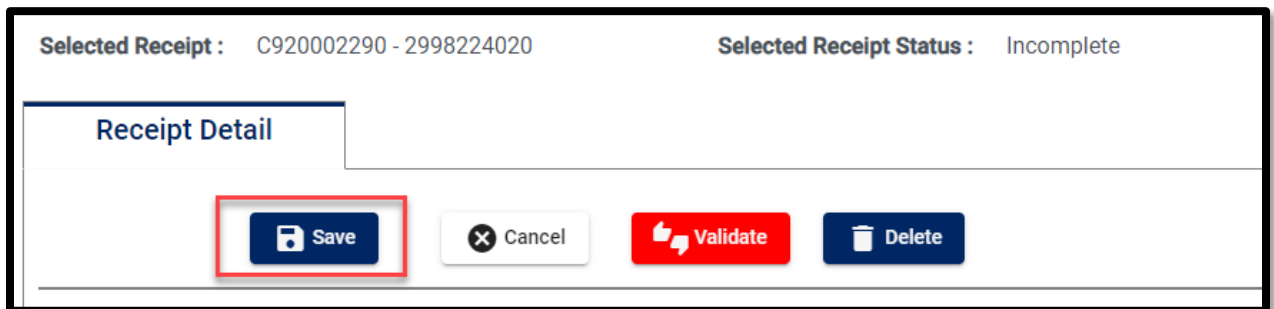 Selected Receipt : C920002290 - 2998224020 Selected Receipt Status : Incomplete
Receipt Detail
Save Cancel Validate Delete